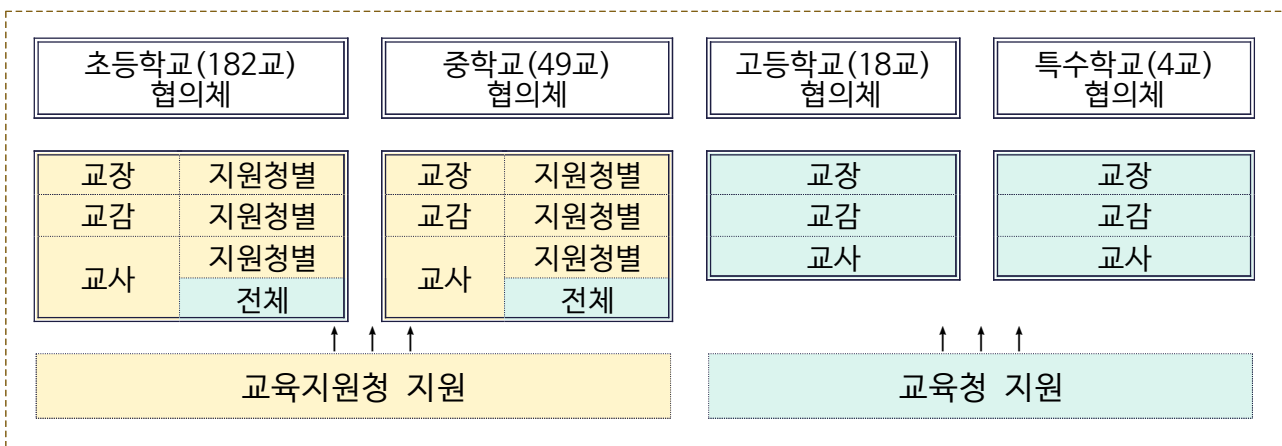 초등학교(182교)
협의체
중학교(49교)
협의체
고등학교(18교)
협의체
특수학교(4교)
협의체
교장 지원청별
교감 지원청별
교사 지원청별
전체
교장 지원청별
교감 지원청별
교사 지원청별
전체
교장
교감
교사
교장
교감
교사
교육지원청 지원
교육청 지원